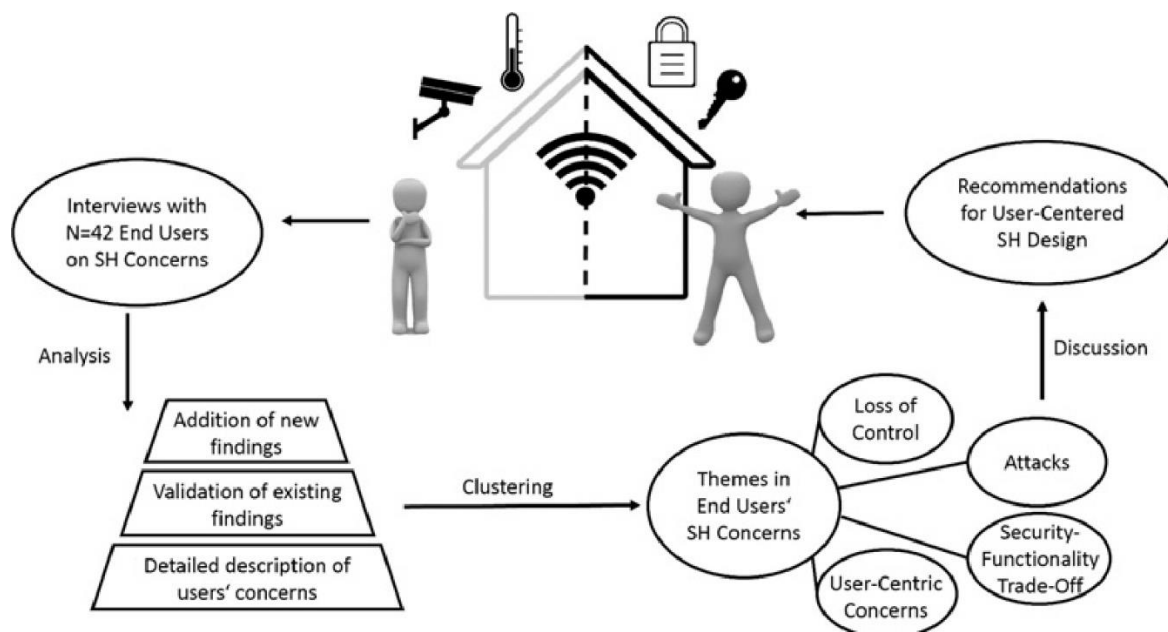 Interviews with
N=42 End Users
on SH Concerns
Analysis
Addition of new
findings
Validation of existing
findings
Detailed description of
users‘ concerns
Clustering
Themes in
End Users‘
SH Concerns
Loss of
Control
Attacks
Security-
Functionality
Trade-Off
User-Centric
Concerns
Discussion
Recommendations
for User-Centered
SH Design